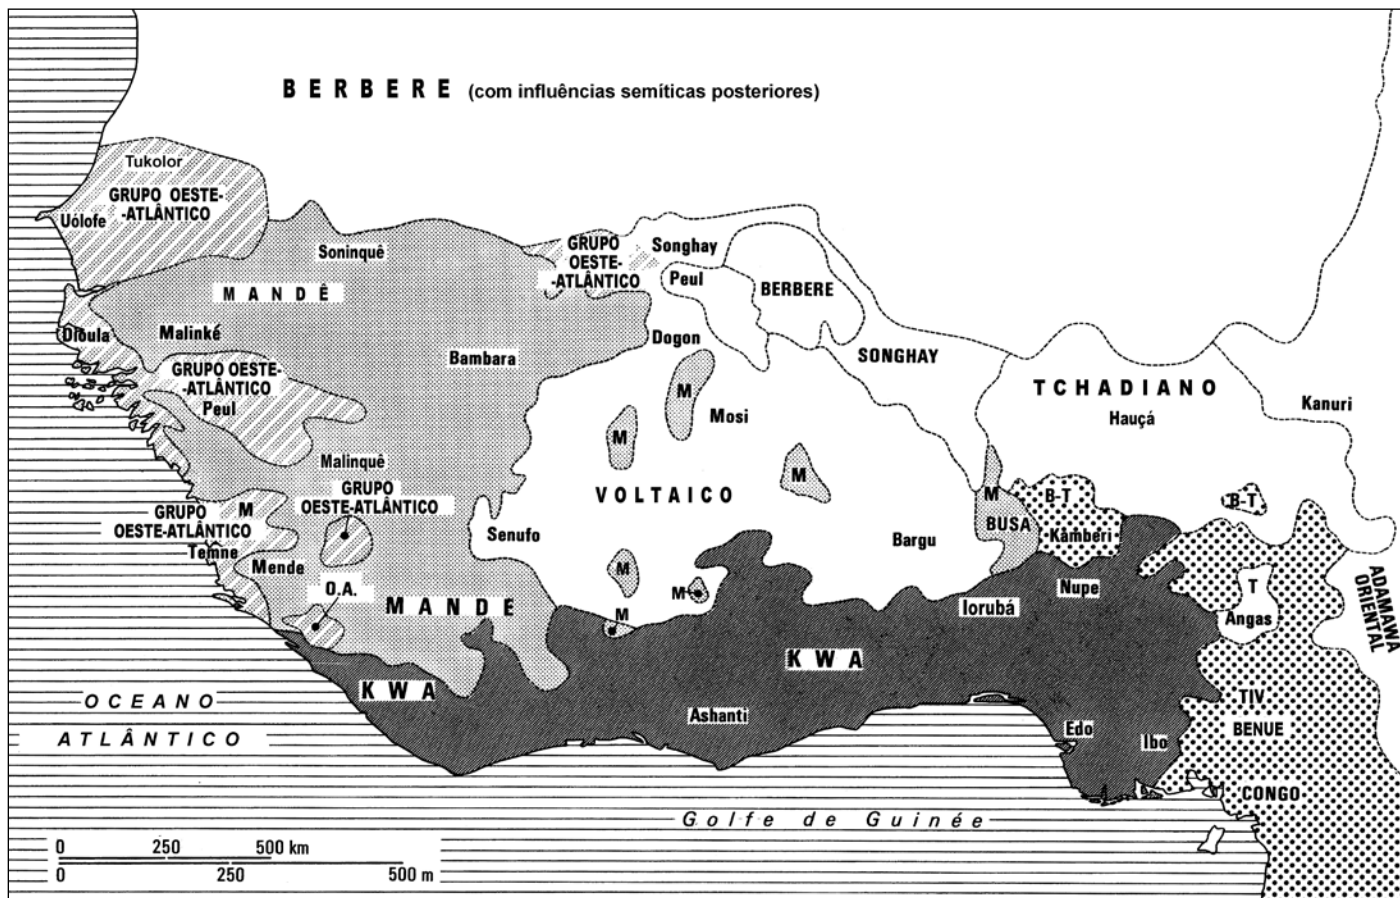 BERBERE (com influências semíticas posteriores)
Tukolor
GRUPO OESTE-
-ATLÂNTICO
Uólofe
Soninquê
MANDÊ
GRUPO
OESTE-
-ATLÂNTICO
Songhay
Peul
BERBERE
Dioula
Malinké
Bambara
Dogon
SONGHAY
GRUPO OESTE-
-ATLÂNTICO
Peul
M
Mosi
M
TCHADIANO
Hauçá
Kanuri
Malinquê
GRUPO
OESTE-ATLÂNTICO
M
VOLTAICO
M
B-T
B-T
GRUPO
OESTE-ATLÂNTICO
M
Temne
Mende
Senufo
Bargu
BUSA
Kamberi
O.A.
M
M
M
MANDE
Iorubá
Nupe
T
Angas
ADAMAVA
ORIENTAL
KWA
KWA
Ashanti
Edo
Ibo
TIV
BENUE
CONGO
OCEANO
ATLÂNTICO
Golfe de Guinée
0 250 500 km
0 250 500 m